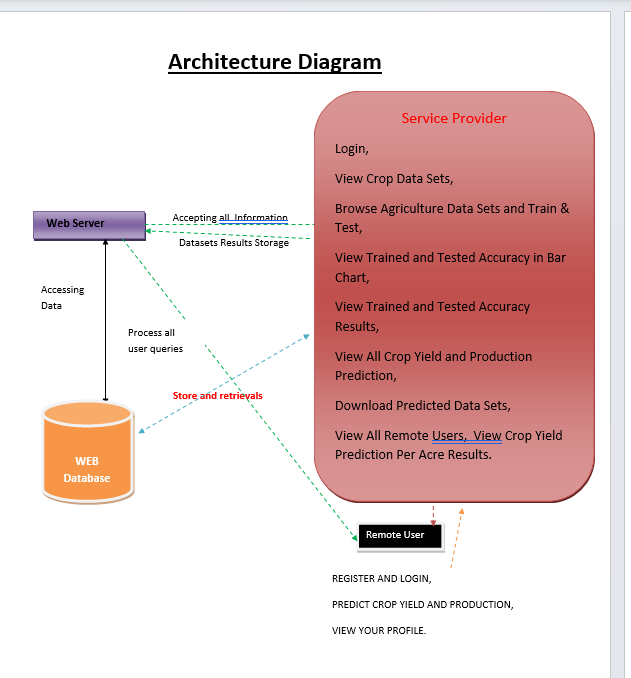 Architecture Diagram
Service Provider
Login,
View Crop Data Sets,
Browse Agriculture Data Sets and Train &
Test,
View Trained and Tested Accuracy in Bar
Chart,
View Trained and Tested Accuracy
Results,
View All Crop Yield and Production
Prediction,
Download Predicted Data Sets,
View All Remote Users, View Crop Yield
Prediction Per Acre Results.
Web Server
Accepting all Information
Datasets Results Storage
Accessing
Data
Process all
user queries
Store and retrievals
WEB
Database
Remote User
REGISTER AND LOGIN,
PREDICT CROP YIELD AND PRODUCTION,
VIEW YOUR PROFILE.